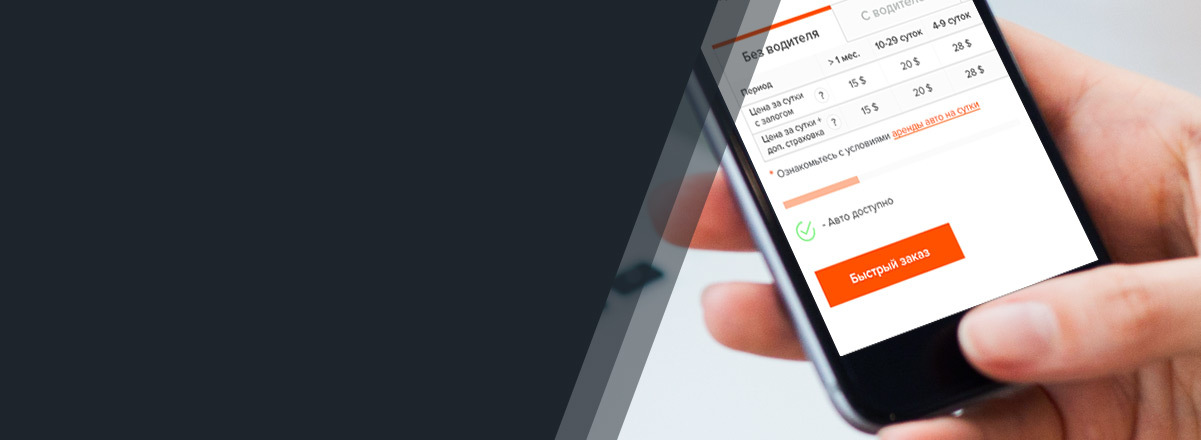 Без водителя
С водителе
Период > 1 мес. 10-29 суток 4-9 суток
Цена за сутки
с залогом ? 15 $ 20 $ 28 $
Цена за сутки +
доп. страховка ? 15 $ 20 $ 28 $
* Ознакомьтесь с условиями аренды авто на сутки
- Авто доступно
Быстрый заказ